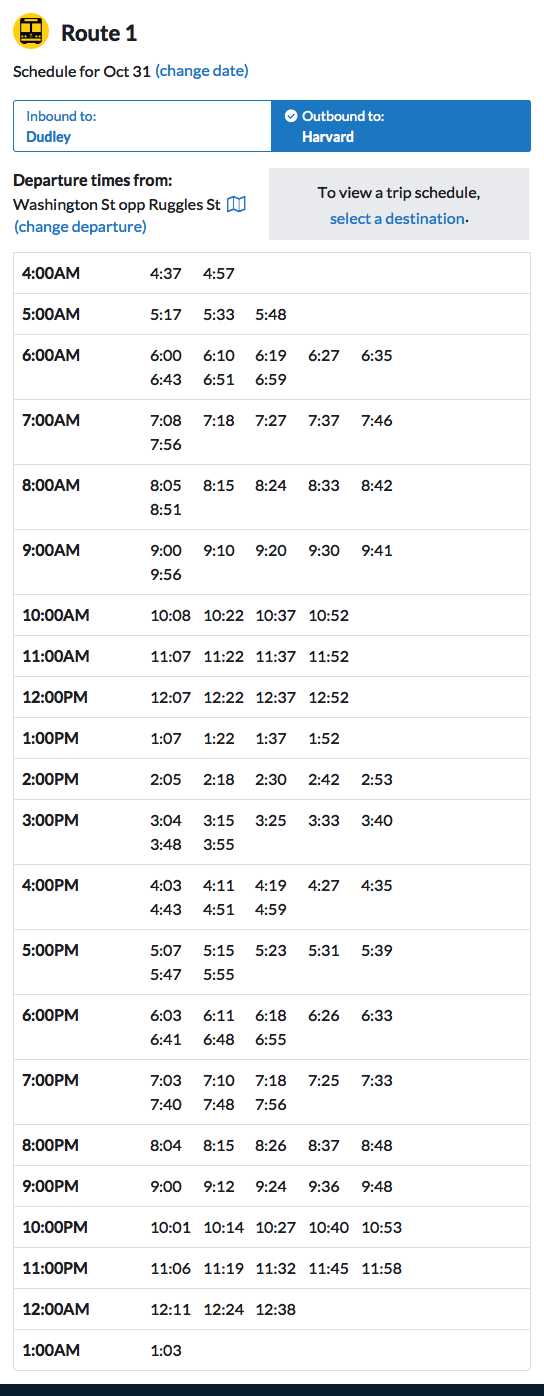 Route 1
Schedule for Oct 31 (change date)
Inbound to:
Dudley
Outbound to:
Harvard
Departure times from:
Washington St opp Ruggles St
(change departure)
To view a trip schedule,
select a destination.
4:00AM 4:37 4:57
5:00AM 5:17 5:33 5:48
6:00AM 6:00 6:10 6:19 6:27 6:35
6:43 6:51 6:59
7:00AM 7:08 7:18 7:27 7:37 7:46
7:56
8:00AM 8:05 8:15 8:24 8:33 8:42
8:51
9:00AM 9:00 9:10 9:20 9:30 9:41
9:56
10:00AM 10:08 10:22 10:37 10:52
11:00AM 11:07 11:22 11:37 11:52
12:00PM 12:07 12:22 12:37 12:52
1:00PM 1:07 1:22 1:37 1:52
2:00PM 2:05 2:18 2:30 2:42 2:53
3:00PM 3:04 3:15 3:25 3:33 3:40
3:48 3:55
4:00PM 4:03 4:11 4:19 4:27 4:35
4:43 4:51 4:59
5:00PM 5:07 5:15 5:23 5:31 5:39
5:47 5:55
6:00PM 6:03 6:11 6:18 6:26 6:33
6:41 6:48 6:55
7:00PM 7:03 7:10 7:18 7:25 7:33
7:40 7:48 7:56
8:00PM 8:04 8:15 8:26 8:37 8:48
9:00PM 9:00 9:12 9:24 9:36 9:48
10:00PM 10:01 10:14 10:27 10:40 10:53
11:00PM 11:06 11:19 11:32 11:45 11:58
12:00AM 12:11 12:24 12:38
1:00AM 1:03